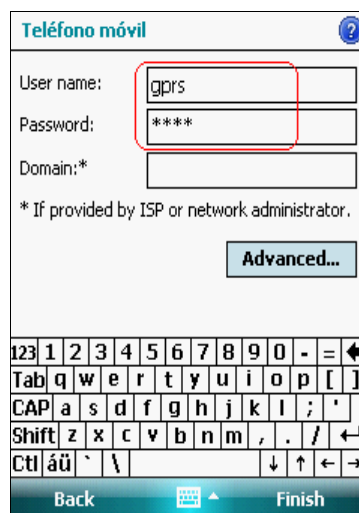 Teléfono móvil ?
User name: gprs
Password: ****
Domain:*
* If provided by ISP or network administrator.
Advanced...
123 1 2 3 4 5 6 7 8 9 0 - =
Tab q w e r t y u i o p [ ]
CAP a s d f g h j k l ; '
Shift z x c v b n m , . /
Ctl áü ` \ ↓ ↑ ← →
Back Finish